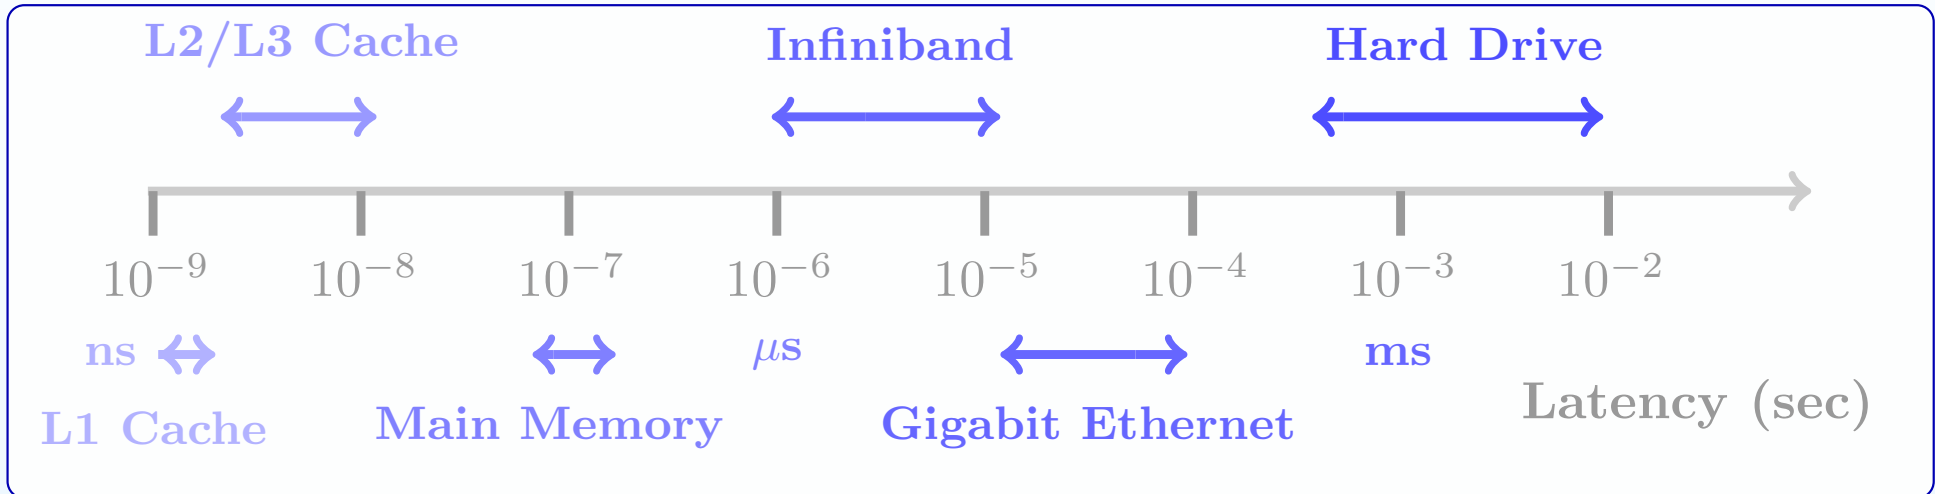 L2/L3 Cache Infiniband Hard Drive
10⁻⁹ 10⁻⁸ 10⁻⁷ 10⁻⁶ 10⁻⁵ 10⁻⁴ 10⁻³ 10⁻²
ns μs ms
L1 Cache Main Memory Gigabit Ethernet Latency (sec)